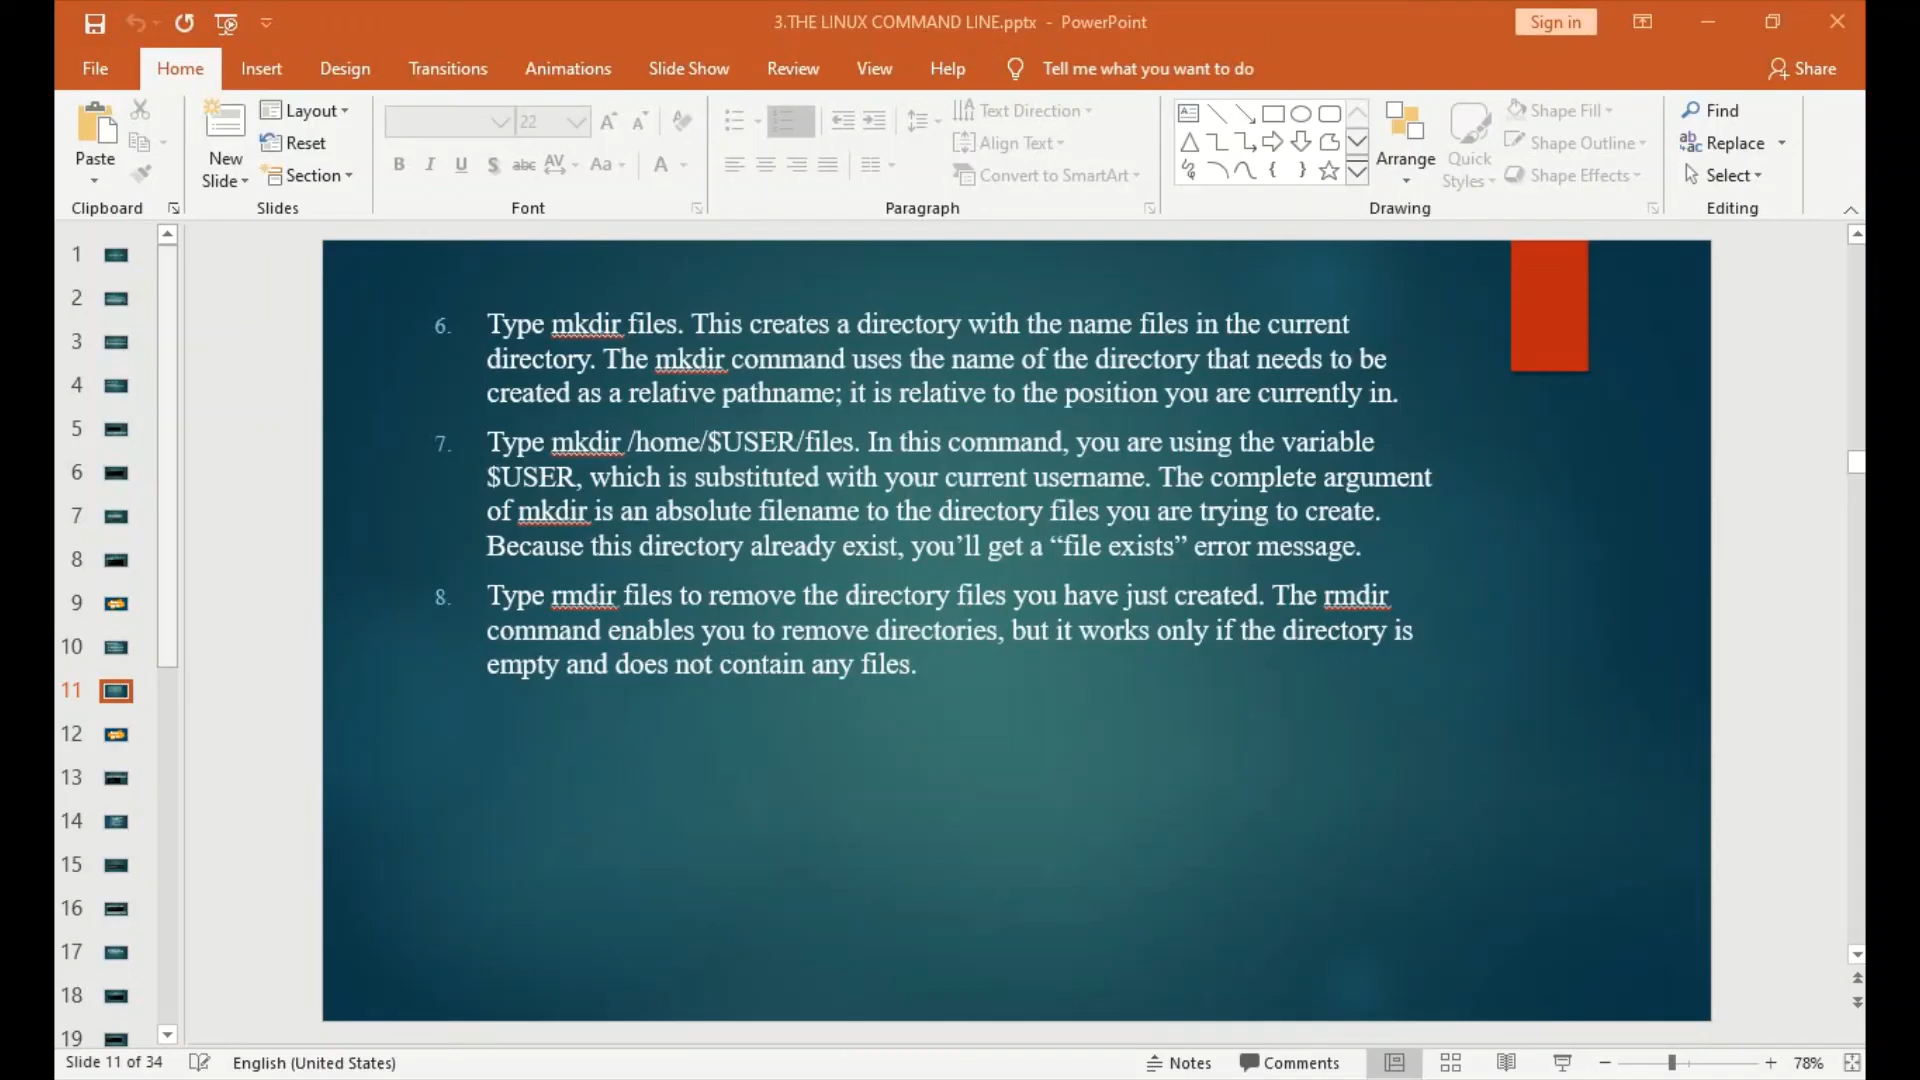 3.THE LINUX COMMAND LINE.pptx - PowerPoint
Sign in
File Home Insert Design Transitions Animations Slide Show Review View Help Tell me what you want to do Share
Paste
Clipboard
New Slide
Layout
Reset
Section
Slides
22
B I U S abc AV Aa A
Font
Text Direction
Align Text
Convert to SmartArt
Paragraph
Arrange
Quick Styles
Shape Fill
Shape Outline
Shape Effects
Drawing
Find
Replace
Select
Editing
1
2
3
4
5
6
7
8
9
10
11
12
13
14
15
16
17
18
19
6. Type mkdir files. This creates a directory with the name files in the current
directory. The mkdir command uses the name of the directory that needs to be
created as a relative pathname; it is relative to the position you are currently in.
7. Type mkdir /home/$USER/files. In this command, you are using the variable
$USER, which is substituted with your current username. The complete argument
of mkdir is an absolute filename to the directory files you are trying to create.
Because this directory already exist, you’ll get a “file exists” error message.
8. Type rmdir files to remove the directory files you have just created. The rmdir
command enables you to remove directories, but it works only if the directory is
empty and does not contain any files.
Slide 11 of 34 English (United States) Notes Comments 78%